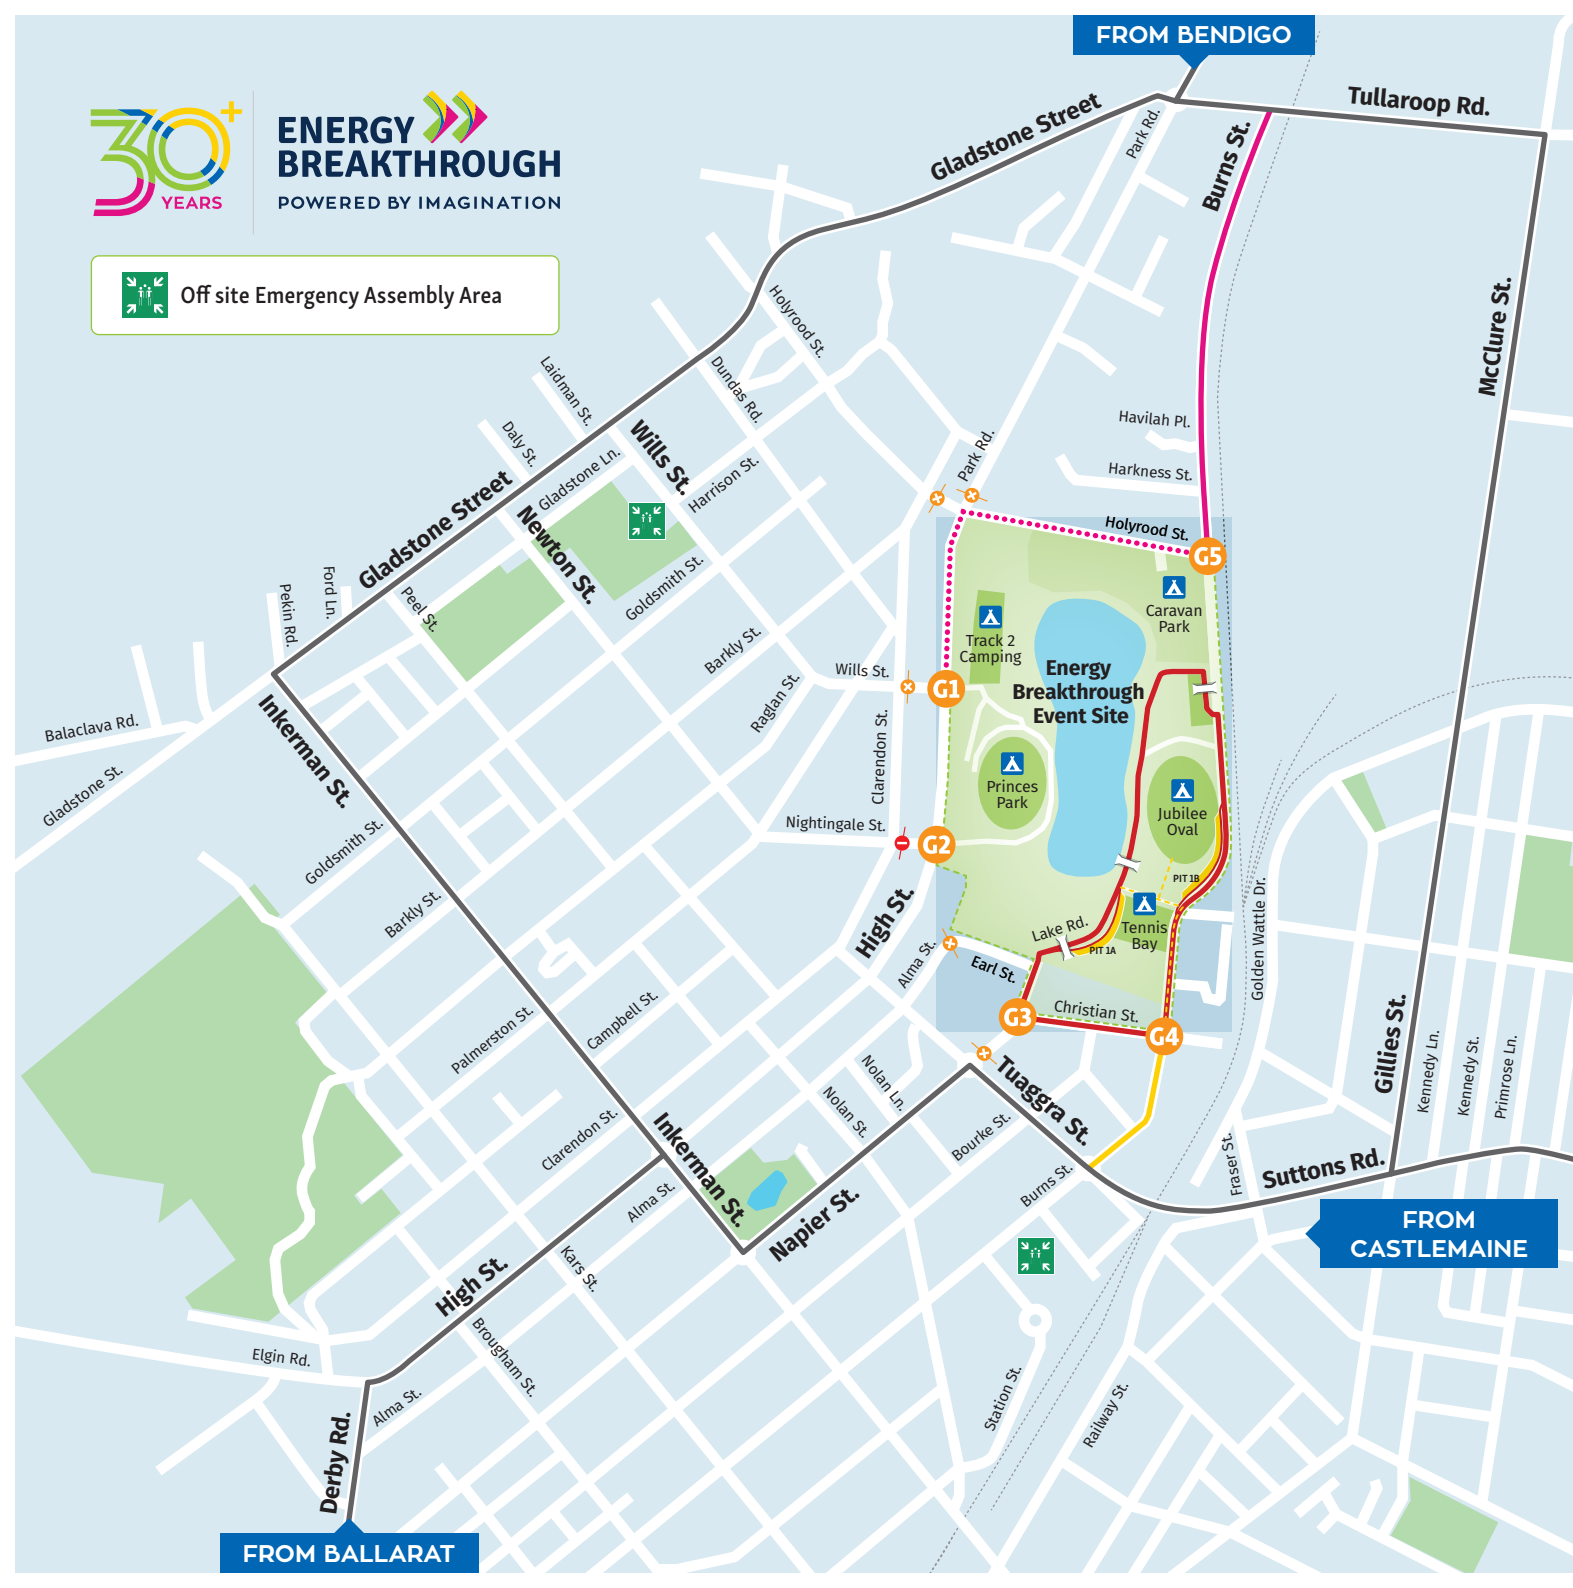 FROM BENDIGO
30+
YEARS
ENERGY
BREAKTHROUGH
POWERED BY IMAGINATION
Off site Emergency Assembly Area
Gladstone Street
Park Rd.
Burns St.
Tullaroop Rd.
McClure St.
Holyrood St.
Dundas Rd.
Laidman St.
Daly St.
Wills St.
Gladstone Ln.
Harrison St.
Gladstone Street
Newton St.
Goldsmith St.
Park Rd.
Havilah Pl.
Harkness St.
Holyrood St.
G5
Pekin Rd.
Ford Ln.
Peel St.
Barkly St.
Raglan St.
Wills St.
G1
Clarendon St.
Caravan
Park
Track 2
Camping
Energy
Breakthrough
Event Site
Princes
Park
Jubilee
Oval
Balaclava Rd.
Gladstone St.
Inkerman St.
Goldsmith St.
Barkly St.
Nightingale St.
G2
PIT 1B
High St.
Alma St.
Lake Rd.
Tennis
Bay
PIT 1A
Earl St.
Christian St.
G3
G4
Golden Wattle Dr.
Gillies St.
Kennedy Ln.
Kennedy St.
Primrose Ln.
Palmerston St.
Campbell St.
Clarendon St.
Nolan Ln.
Nolan St.
Tuaggra St.
Bourke St.
Burns St.
Fraser St.
Suttons Rd.
Inkerman St.
Alma St.
Napier St.
FROM
CASTLEMAINE
High St.
Kars St.
Brougham St.
Elgin Rd.
Alma St.
Derby Rd.
Station St.
Railway St.
FROM BALLARAT